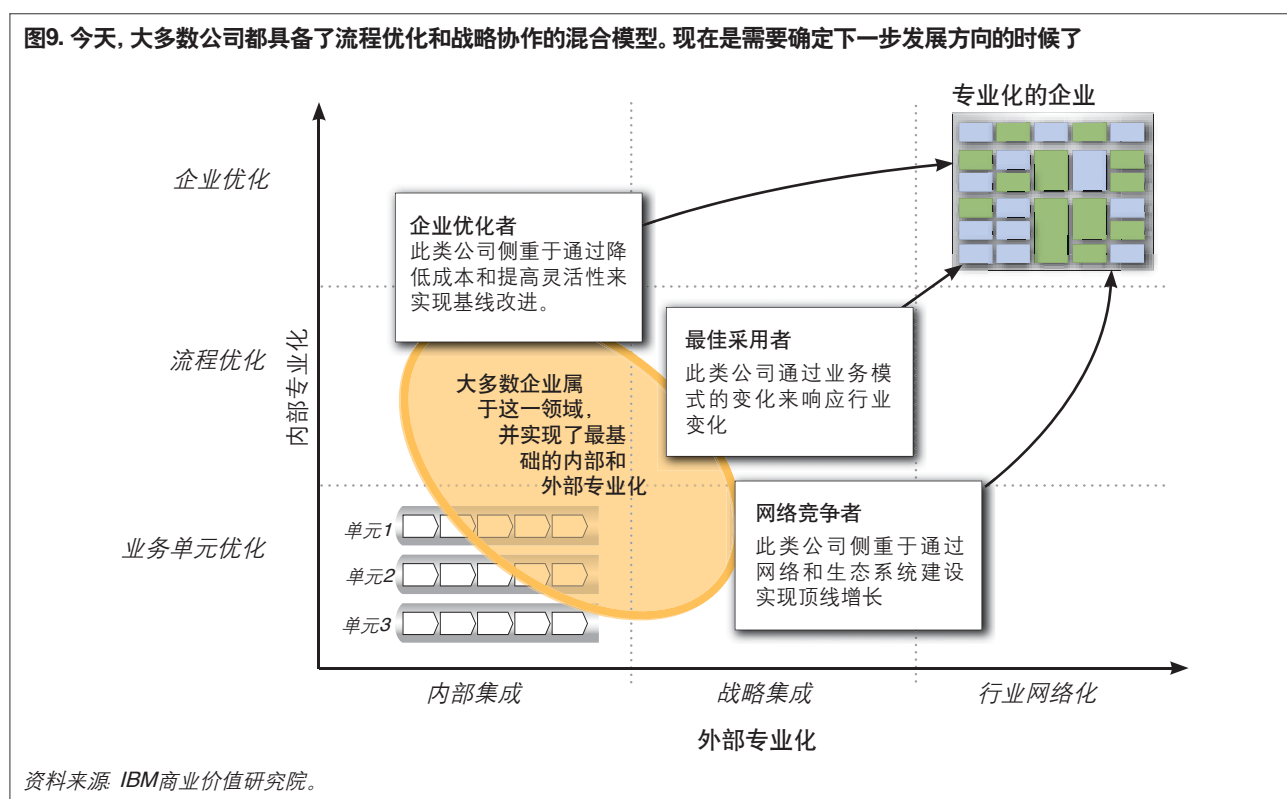 图9. 今天，大多数公司都具备了流程优化和战略协作的混合模型。现在是需要确定下一步发展方向的时候了
专业化的企业
企业优化
企业优化者
此类公司侧重于通过降
低成本和提高灵活性来
实现基线改进。
内部专业化
流程优化
最佳采用者
此类公司通过业务模
式的变化来响应行业
变化
大多数企业属
于这一领域，
并实现了最基
础的内部和
外部专业化
业务单元优化
单元1
单元2
单元3
网络竞争者
此类公司侧重于通过
网络和生态系统建设
实现顶线增长
内部集成
战略集成
行业网络化
外部专业化
资料来源: IBM商业价值研究院。